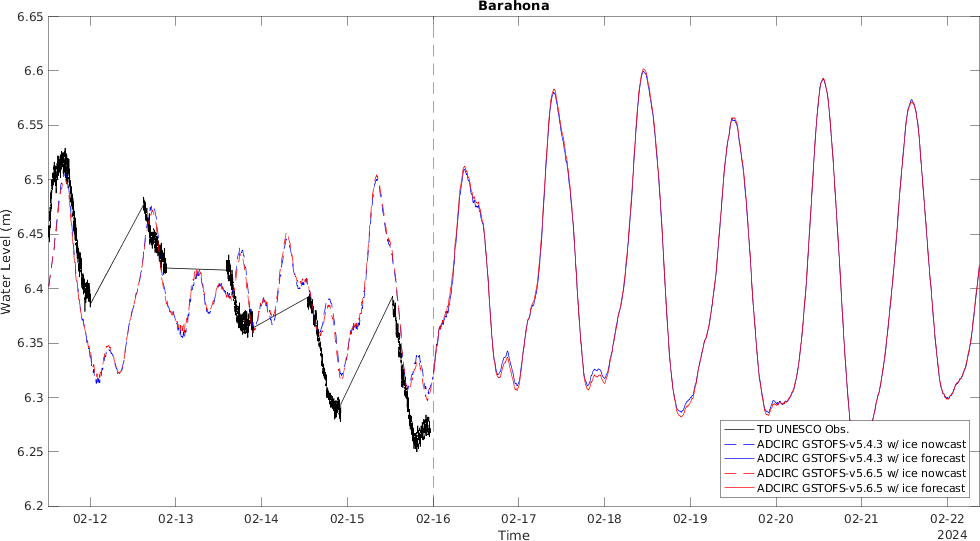 Barahona
6.65
6.6
6.55
6.5
6.45
6.4
6.35
6.3
6.25
6.2
Water Level (m)
TD UNESCO Obs.
ADCIRC GSTOFS-v5.4.3 w/ ice nowcast
ADCIRC GSTOFS-v5.4.3 w/ ice forecast
ADCIRC GSTOFS-v5.6.5 w/ ice nowcast
ADCIRC GSTOFS-v5.6.5 w/ ice forecast
02-12 02-13 02-14 02-15 02-16 02-17 02-18 02-19 02-20 02-21 02-22
Time
2024